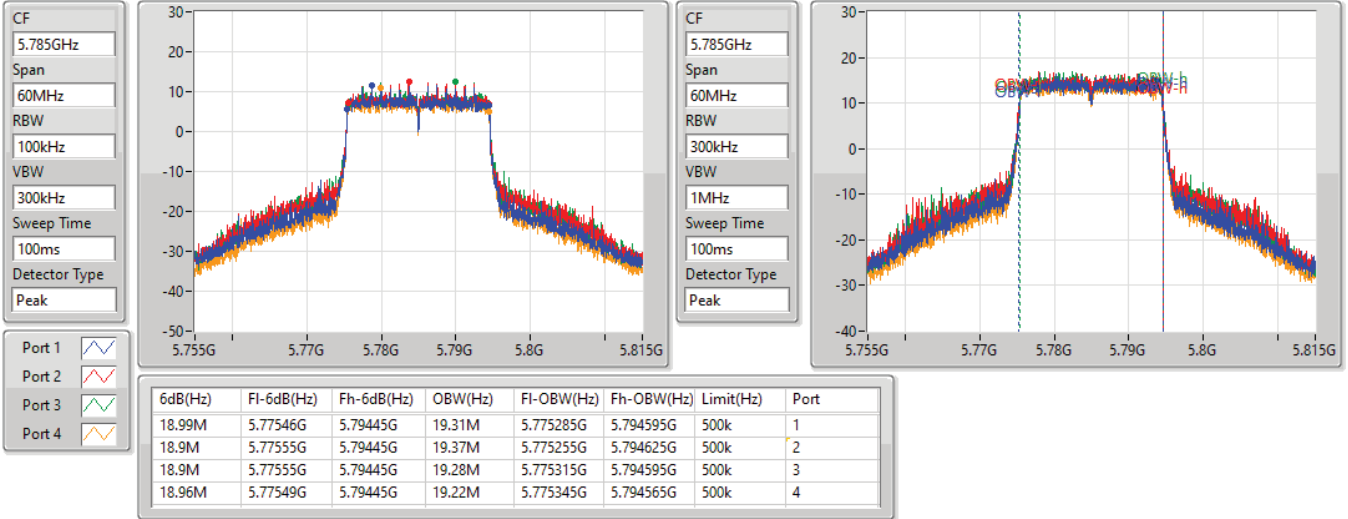 CF
5.785GHz
Span
60MHz
RBW
100kHz
VBW
300kHz
Sweep Time
100ms
Detector Type
Peak
30
20
10
0
-10
-20
-30
-40
-50
5.755G 5.77G 5.78G 5.79G 5.8G 5.815G
CF
5.785GHz
Span
60MHz
RBW
300kHz
VBW
1MHz
Sweep Time
100ms
Detector Type
Peak
30
20
10
0
-10
-20
-30
-40
OBW-h
OBW-h
5.755G 5.77G 5.78G 5.79G 5.8G 5.815G
Port 1
Port 2
Port 3
Port 4
6dB(Hz) Fl-6dB(Hz) Fh-6dB(Hz) OBW(Hz) Fl-OBW(Hz) Fh-OBW(Hz) Limit(Hz) Port
18.99M 5.77546G 5.79445G 19.31M 5.775285G 5.794595G 500k 1
18.9M 5.77555G 5.79445G 19.37M 5.775255G 5.794625G 500k 2
18.9M 5.77555G 5.79445G 19.28M 5.775315G 5.794595G 500k 3
18.96M 5.77549G 5.79445G 19.22M 5.775345G 5.794565G 500k 4